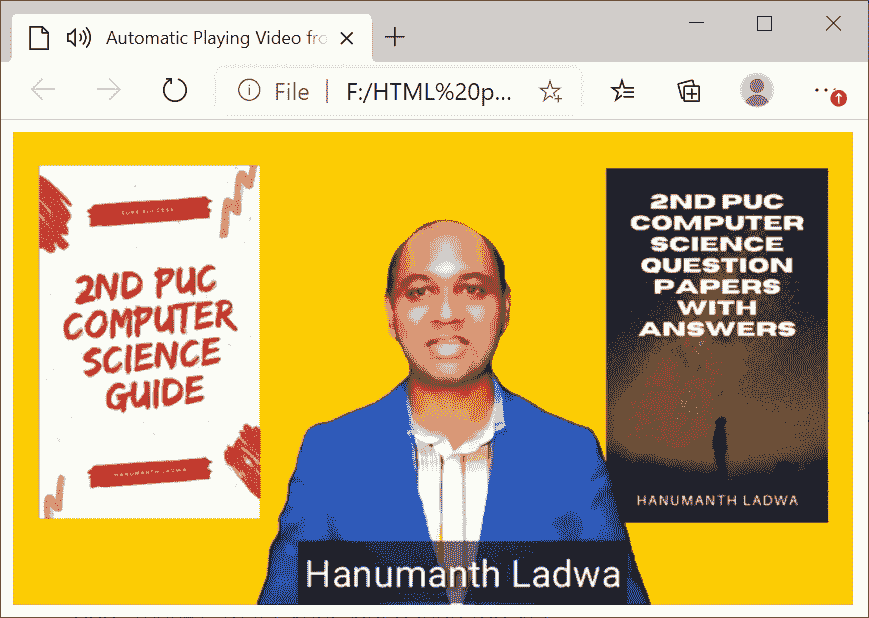 Automatic Playing Video fro
File
F:/HTML%20p...
2ND PUC
COMPUTER
SCIENCE
GUIDE
HANUMANTH LADWA
2ND PUC
COMPUTER
SCIENCE
QUESTION
PAPERS
WITH
ANSWERS
HANUMANTH LADWA
Hanumanth Ladwa